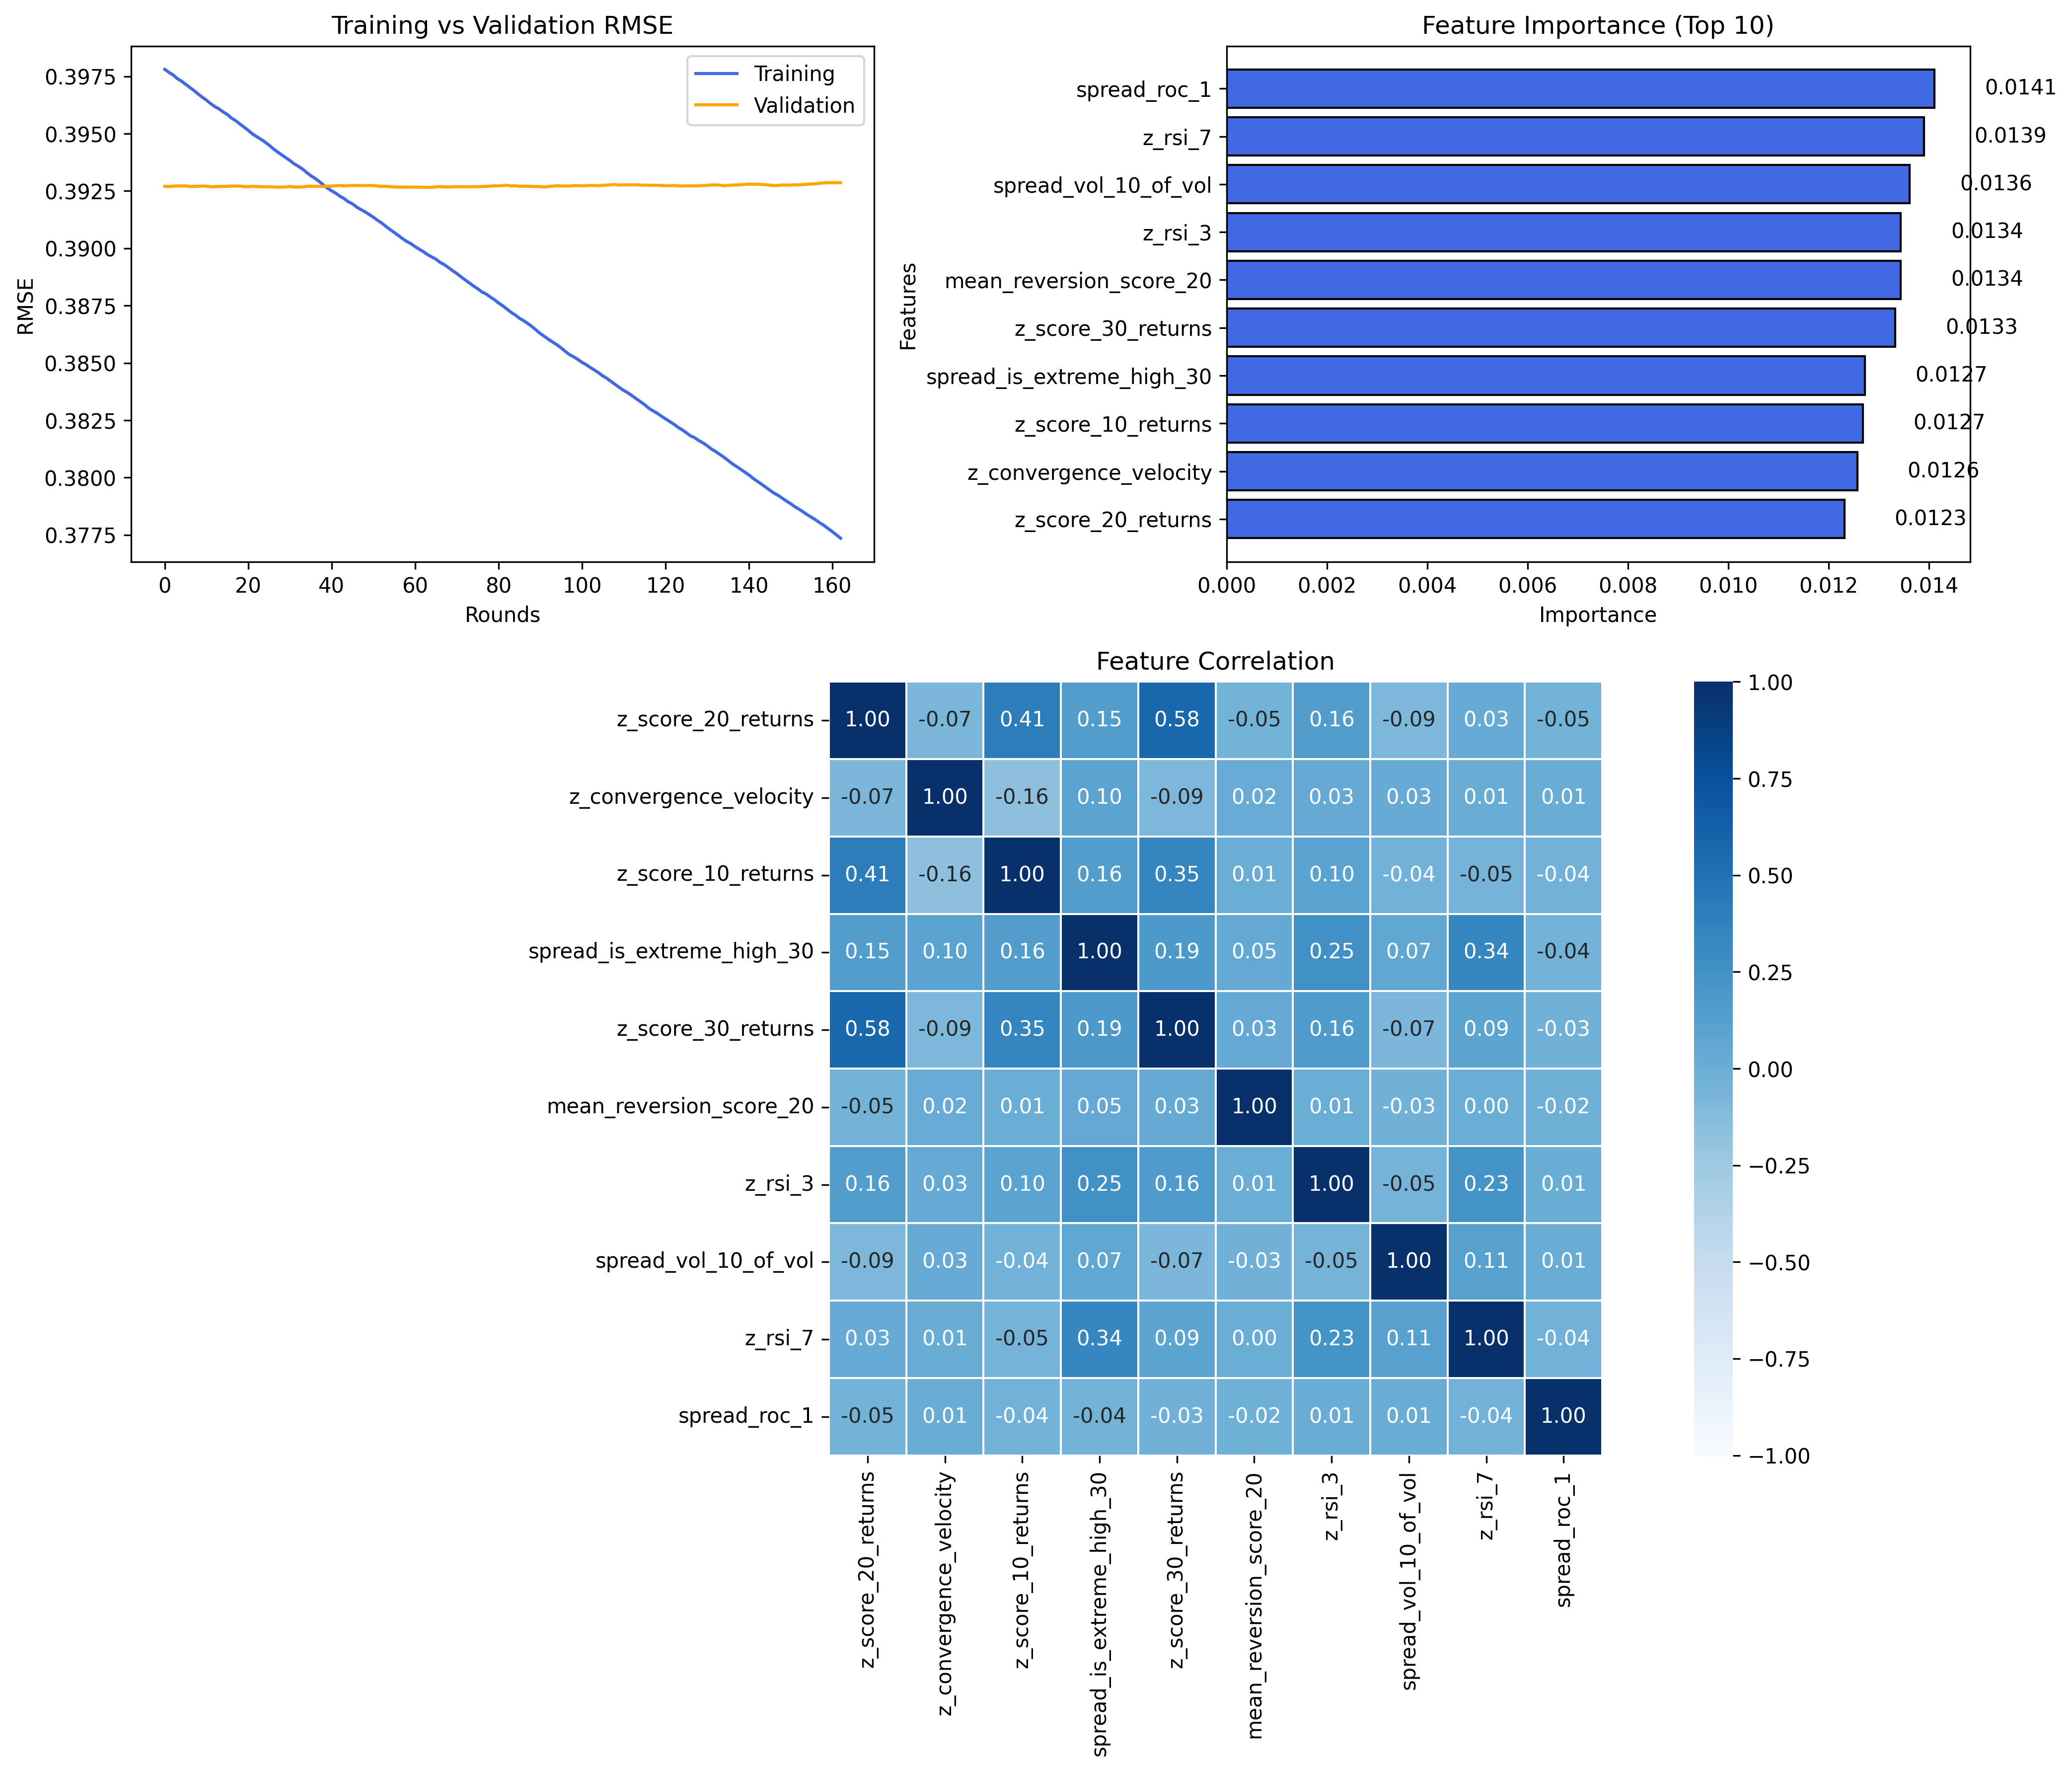 Training vs Validation RMSE
0.3975
0.3950
0.3925
0.3900
0.3875
0.3850
0.3825
0.3800
0.3775
RMSE
Training
Validation
0 20 40 60 80 100 120 140 160
Rounds
Feature Importance (Top 10)
Features
spread_roc_1 0.0141
z_rsi_7 0.0139
spread_vol_10_of_vol 0.0136
z_rsi_3 0.0134
mean_reversion_score_20 0.0134
z_score_30_returns 0.0133
spread_is_extreme_high_30 0.0127
z_score_10_returns 0.0127
z_convergence_velocity 0.0126
z_score_20_returns 0.0123
0.000 0.002 0.004 0.006 0.008 0.010 0.012 0.014
Importance
Feature Correlation
z_score_20_returns 1.00 -0.07 0.41 0.15 0.58 -0.05 0.16 -0.09 0.03 -0.05
z_convergence_velocity -0.07 1.00 -0.16 0.10 -0.09 0.02 0.03 0.03 0.01 0.01
z_score_10_returns 0.41 -0.16 1.00 0.16 0.35 0.01 0.10 -0.04 -0.05 -0.04
spread_is_extreme_high_30 0.15 0.10 0.16 1.00 0.19 0.05 0.25 0.07 0.34 -0.04
z_score_30_returns 0.58 -0.09 0.35 0.19 1.00 0.03 0.16 -0.07 0.09 -0.03
mean_reversion_score_20 -0.05 0.02 0.01 0.05 0.03 1.00 0.01 -0.03 0.00 -0.02
z_rsi_3 0.16 0.03 0.10 0.25 0.16 0.01 1.00 -0.05 0.23 0.01
spread_vol_10_of_vol -0.09 0.03 -0.04 0.07 -0.07 -0.03 -0.05 1.00 0.11 0.01
z_rsi_7 0.03 0.01 -0.05 0.34 0.09 0.00 0.23 0.11 1.00 -0.04
spread_roc_1 -0.05 0.01 -0.04 -0.04 -0.03 -0.02 0.01 0.01 -0.04 1.00
z_score_20_returns
z_convergence_velocity
z_score_10_returns
spread_is_extreme_high_30
z_score_30_returns
mean_reversion_score_20
z_rsi_3
spread_vol_10_of_vol
z_rsi_7
spread_roc_1
1.00
0.75
0.50
0.25
0.00
−0.25
−0.50
−0.75
−1.00